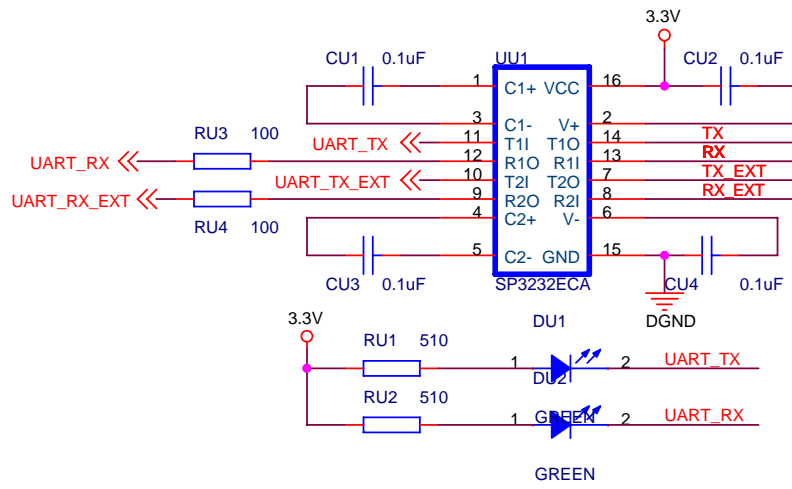 3.3V
CU1 0.1uF UU1 CU2 0.1uF
1 C1+ VCC 16
3 C1- V+ 2
RU3 100 UART_TX 11 T1I T1O 14 TX
UART_RX 12 R1O R1I 13 RX
UART_TX_EXT 10 T2I T2O 7 TX_EXT
UART_RX_EXT 9 R2O R2I 8 RX_EXT
RU4 100 4 C2+ V- 6
5 C2- GND 15
CU3 0.1uF SP3232ECA CU4 0.1uF
3.3V DU1 DGND
RU1 510 1 2 UART_TX
RU2 510 DU2
1 GREEN 2 UART_RX
GREEN